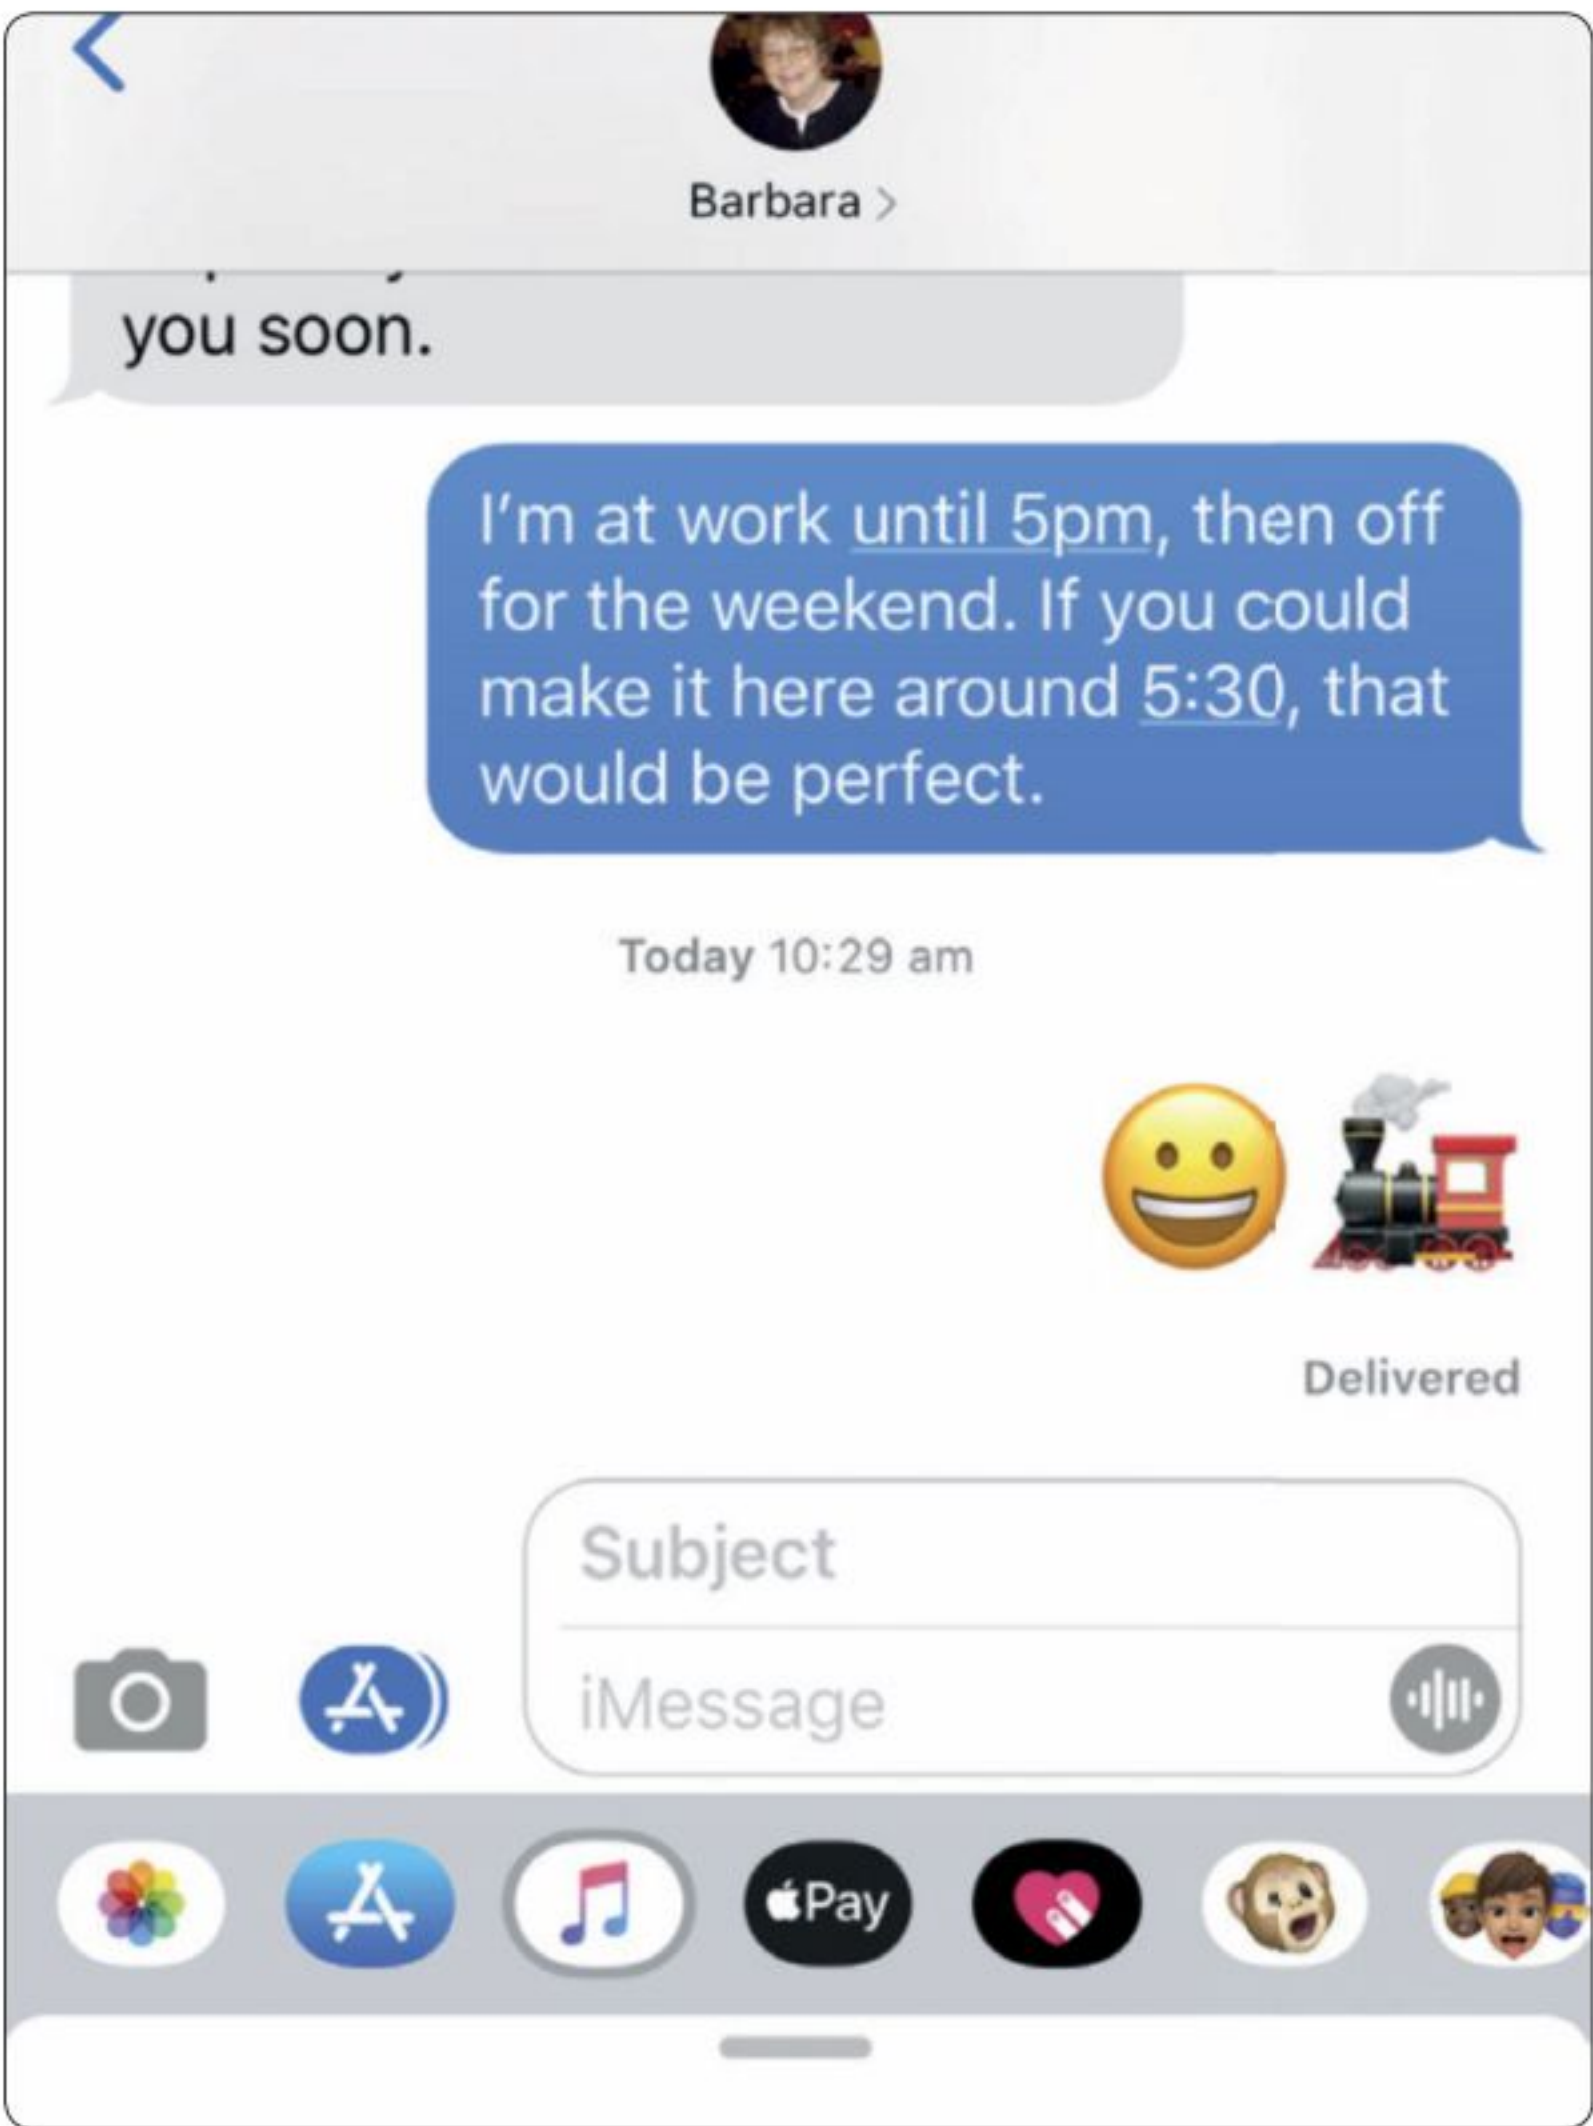 Barbara
you soon.
I'm at work until 5pm, then off
for the weekend. If you could
make it here around 5:30, that
would be perfect.
Today 10:29 am
Delivered
Subject
iMessage
Pay